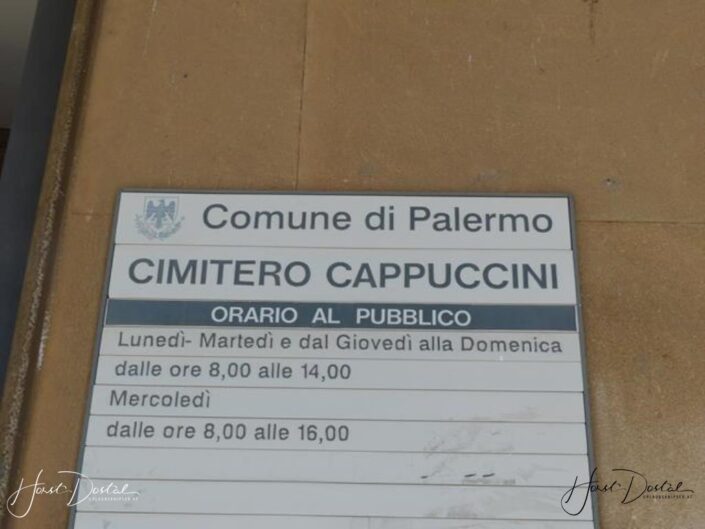 Comune di Palermo
CIMITERO CAPPUCCINI
ORARIO AL PUBBLICO
Lunedì- Martedì e dal Giovedì alla Domenica
dalle ore 8,00 alle 14,00
Mercoledì
dalle ore 8,00 alle 16,00
Horst Dostal Horst Dostal